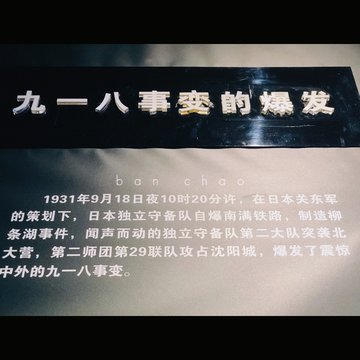 九一八事变的爆发
ban chao
1931年9月18日夜10时20分许，在日本关东军
的策划下，日本独立守备队自爆南满铁路，制造柳
条湖事件，闻声而动的独立守备队第二大队突袭北
大营，第二师团第29联队攻占沈阳城，爆发了震惊
中外的九一八事变。